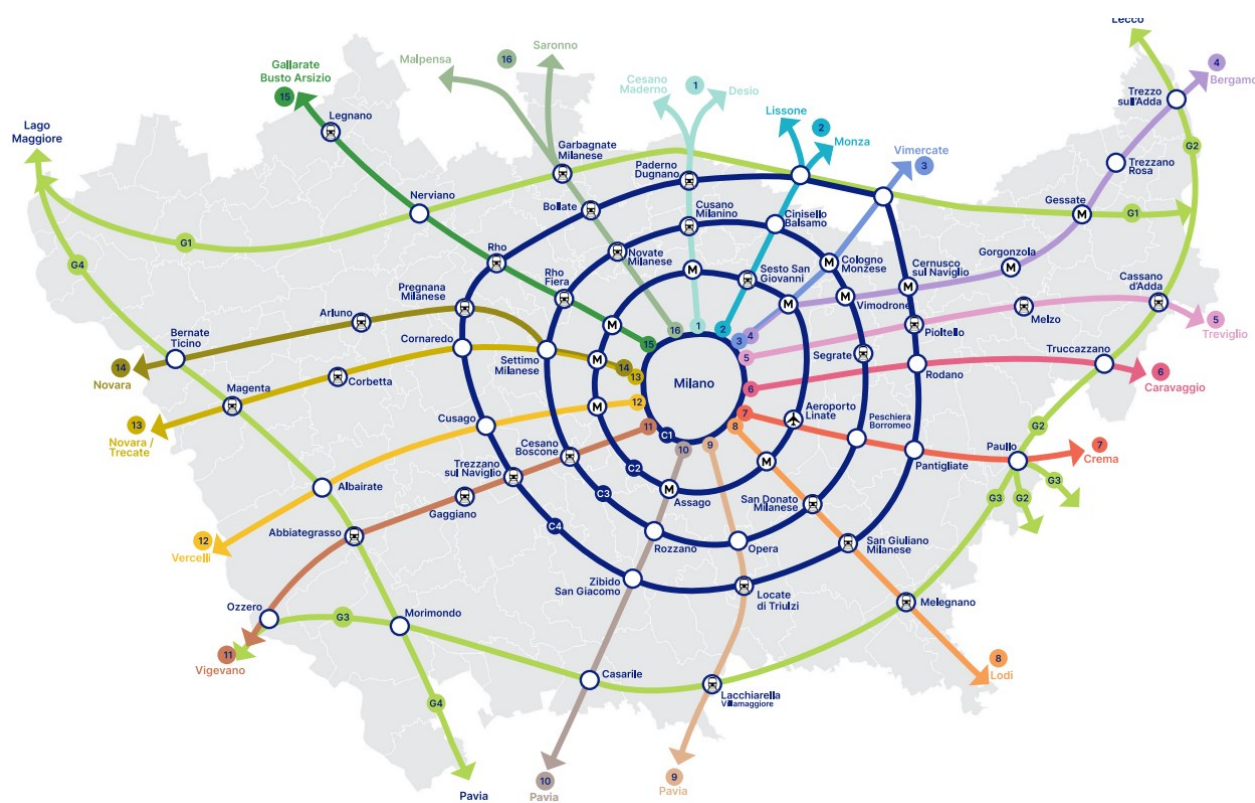 Lecco
16
Saronno
Malpensa
Gallarate
Busto Arsizio
15
1
Cesano
Maderno
Desio
Lissone
2
Monza
Vimercate
3
4
Bergamo
Trezzo
sull'Adda
G2
Lago
Maggiore
Legnano
Garbagnate
Milanese
Paderno
Dugnano
Trezzano
Rosa
Nerviano
Bollate
Cusano
Milanino
Cinisello
Balsamo
Gessate
G1
G1
G4
Rho
Rho
Fiera
Novate
Milanese
Sesto San
Giovanni
Cologno
Monzese
Cernusco
sul Naviglio
Gorgonzola
Cassano
d'Adda
Pregnana
Milanese
Arluno
Vimodrone
Pioltello
Melzo
5
Treviglio
Bernate
Ticino
Cornaredo
Settimo
Milanese
M
M
M
M
M
M
M
M
M
M
M
M
15
16
1
2
3
4
5
6
7
8
9
10
11
12
13
14
Milano
Segrate
Rodano
Truccazzano
6
Caravaggio
14
Novara
Magenta
Corbetta
13
Novara /
Trecate
Cusago
Cesano
Boscone
C1
C2
C3
C4
Aeroporto
Linate
Peschiera
Borromeo
Pantigliate
G2
Paullo
7
Crema
G3
G2
G3
Trezzano
sul Naviglio
Gaggiano
Albairate
Abbiategrasso
Assago
San Donato
Milanese
12
Vercelli
Rozzano
Opera
San Giuliano
Milanese
Zibido
San Giacomo
Locate
di Triulzi
Melegnano
Ozzero
G3
Morimondo
11
Vigevano
8
Lodi
Casarile
Lacchiarella
Villamaggiore
G4
Pavia
10
Pavia
9
Pavia